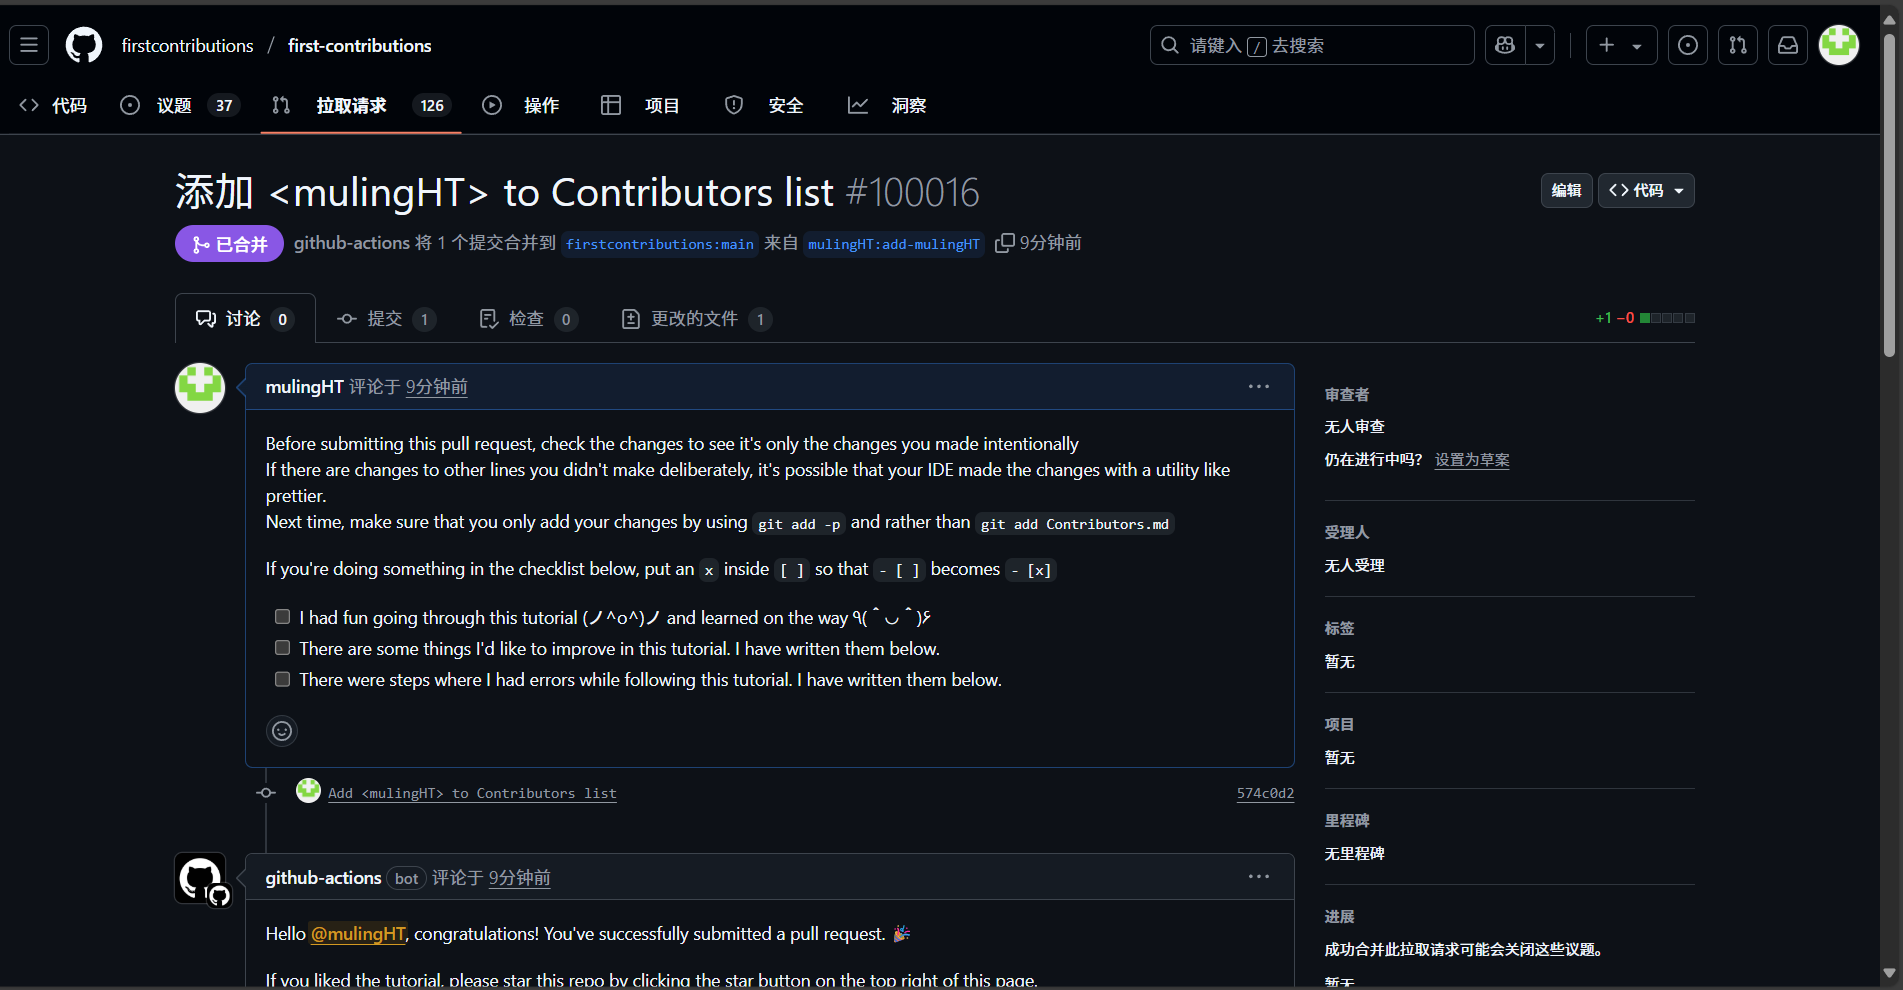 firstcontributions / first-contributions
请键入 / 去搜索
代码
议题 37
拉取请求 126
操作
项目
安全
洞察
添加 <mulingHT> to Contributors list #100016
编辑
代码
已合并 github-actions 将 1 个提交合并到 firstcontributions:main 来自 mulingHT:add-mulingHT 9分钟前
讨论 0
提交 1
检查 0
更改的文件 1
+1 −0
mulingHT 评论于 9分钟前
Before submitting this pull request, check the changes to see it's only the changes you made intentionally
If there are changes to other lines you didn't make deliberately, it's possible that your IDE made the changes with a utility like
prettier.
Next time, make sure that you only add your changes by using git add -p and rather than git add Contributors.md
If you're doing something in the checklist below, put an x inside [ ] so that - [ ] becomes - [x]
I had fun going through this tutorial (ノ^o^)ノ and learned on the way ٩(＾◡＾)۶
There are some things I'd like to improve in this tutorial. I have written them below.
There were steps where I had errors while following this tutorial. I have written them below.
Add <mulingHT> to Contributors list 574c0d2
github-actions bot 评论于 9分钟前
Hello @mulingHT, congratulations! You've successfully submitted a pull request. 🎉
If you liked the tutorial, please star this repo by clicking the star button on the top right of this page.
审查者
无人审查
仍在进行中吗? 设置为草案
受理人
无人受理
标签
暂无
项目
暂无
里程碑
无里程碑
进展
成功合并此拉取请求可能会关闭这些议题。
暂无